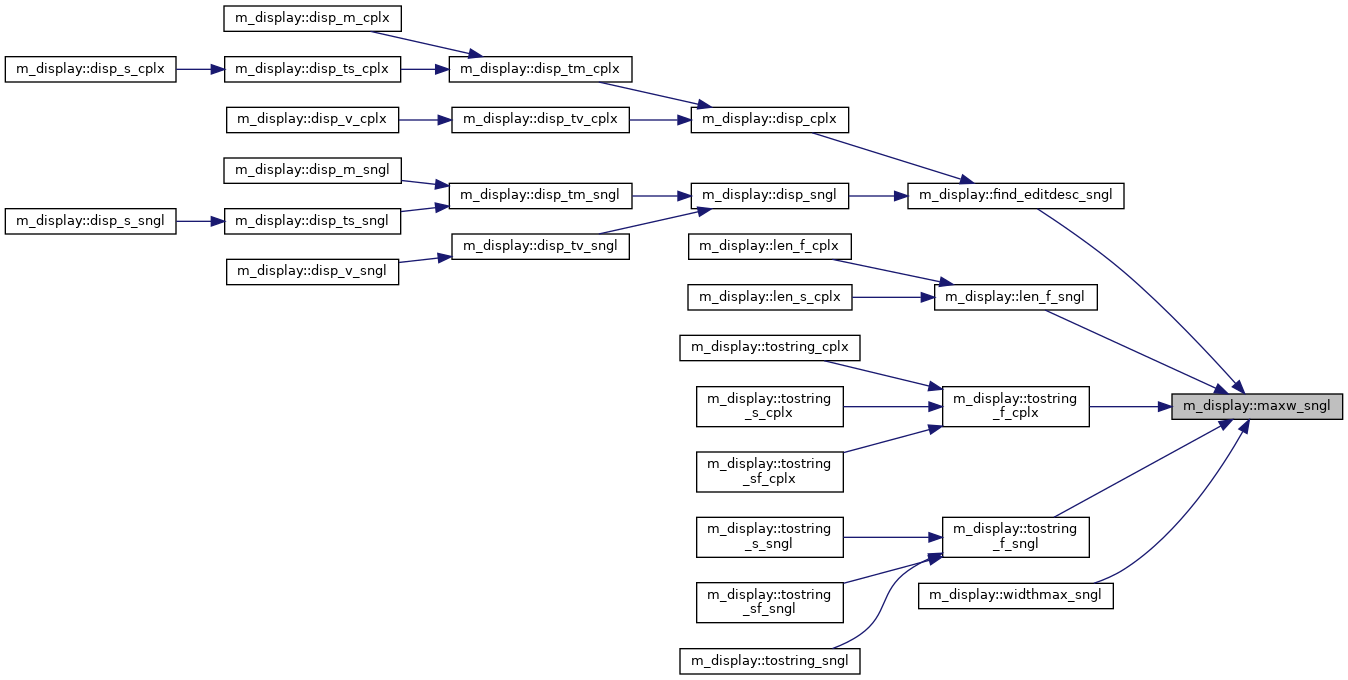 m_display::disp_m_cplx
m_display::disp_s_cplx
m_display::disp_ts_cplx
m_display::disp_tm_cplx
m_display::disp_v_cplx
m_display::disp_tv_cplx
m_display::disp_cplx
m_display::disp_m_sngl
m_display::disp_tm_sngl
m_display::disp_sngl
m_display::find_editdesc_sngl
m_display::disp_s_sngl
m_display::disp_ts_sngl
m_display::disp_tv_sngl
m_display::len_f_cplx
m_display::disp_v_sngl
m_display::len_s_cplx
m_display::len_f_sngl
m_display::tostring_cplx
m_display::tostring
_s_cplx
m_display::tostring
_f_cplx
m_display::maxw_sngl
m_display::tostring
_sf_cplx
m_display::tostring
_s_sngl
m_display::tostring
_f_sngl
m_display::tostring
_sf_sngl
m_display::widthmax_sngl
m_display::tostring_sngl